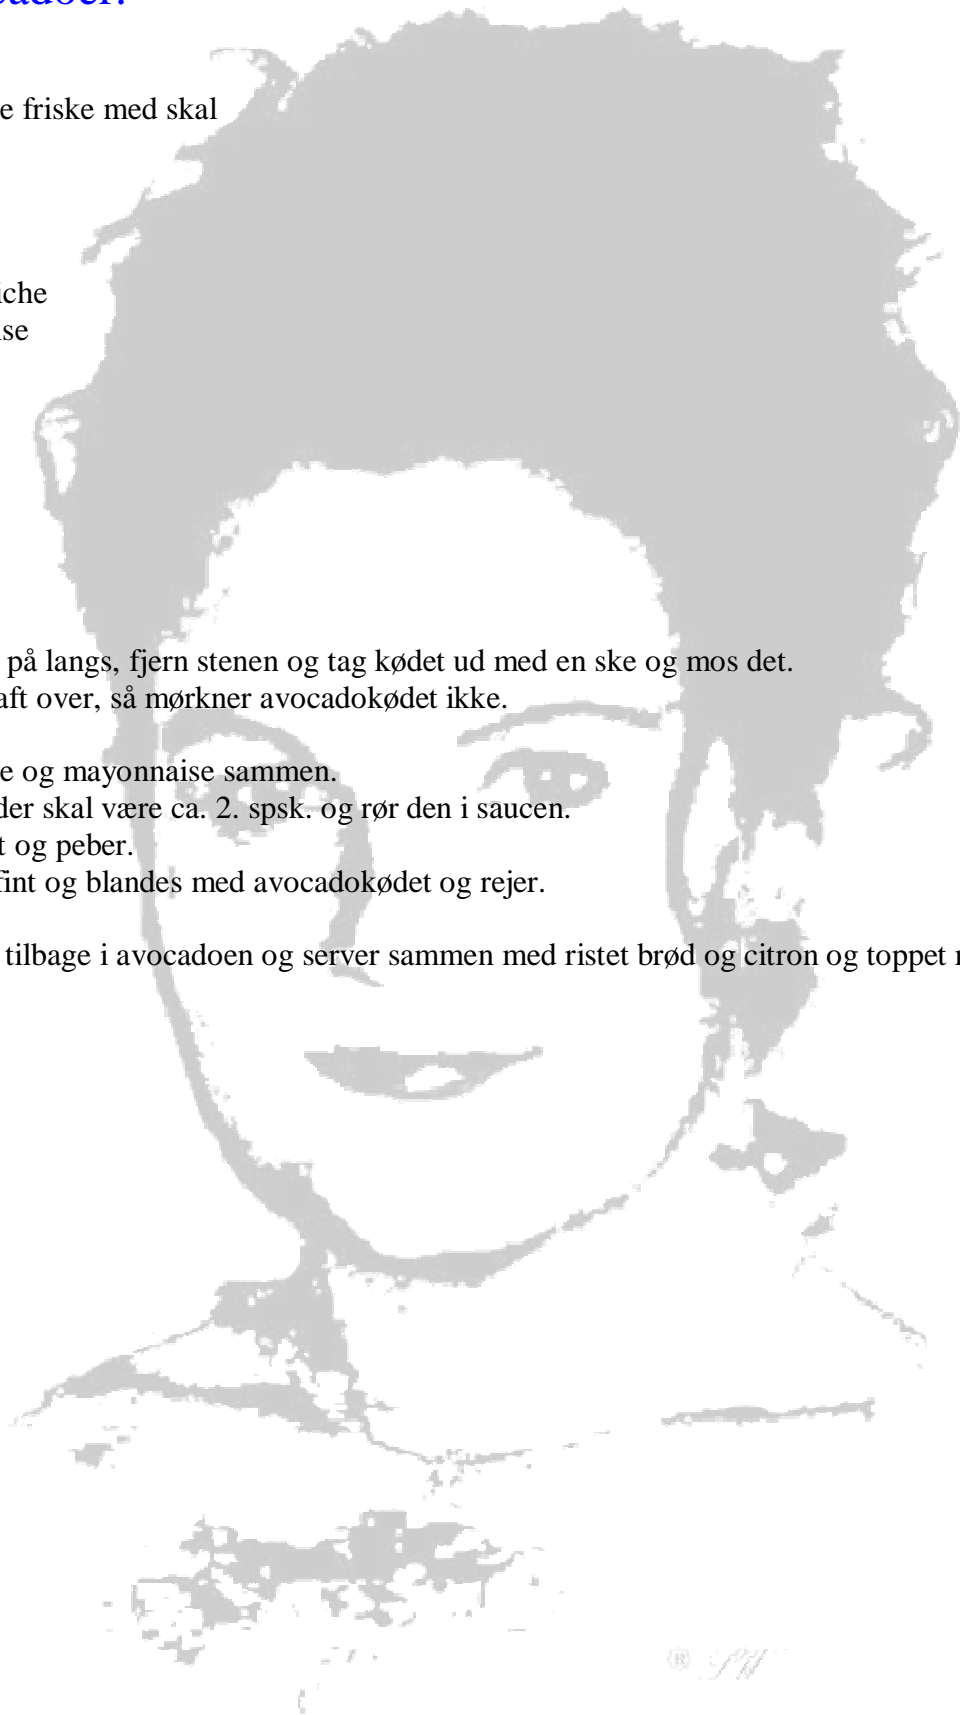 e friske med skal
på langs, fjern stenen og tag kødet ud med en ske og mos det.
aft over, så mørkner avocadokødet ikke.
e og mayonnaise sammen.
der skal være ca. 2. spsk. og rør den i saucen.
t og peber.
fint og blandes med avocadokødet og rejer.
tilbage i avocadoen og server sammen med ristet brød og citron og toppet
®